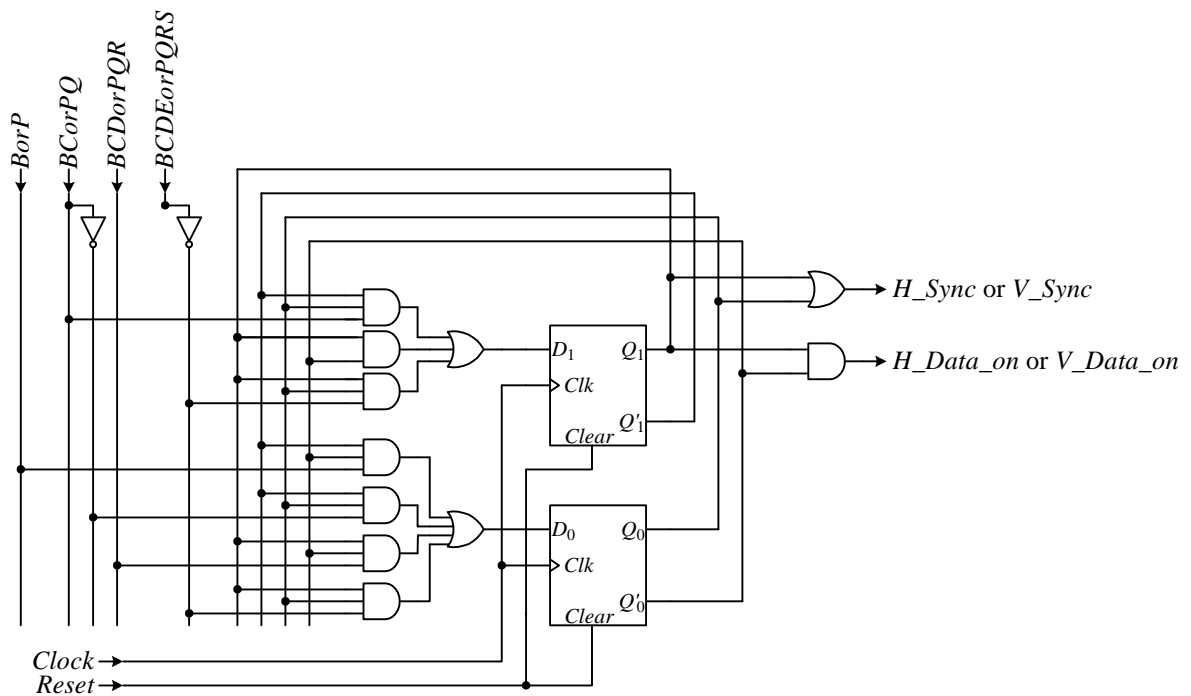 BorP
BCorPQ
BCDorPQR
BCDEorPQRS
H_Sync or V_Sync
D1 Q1
H_Data_on or V_Data_on
Clk
Q'1
Clear
D0 Q0
Clk
Q'0
Clear
Clock
Reset